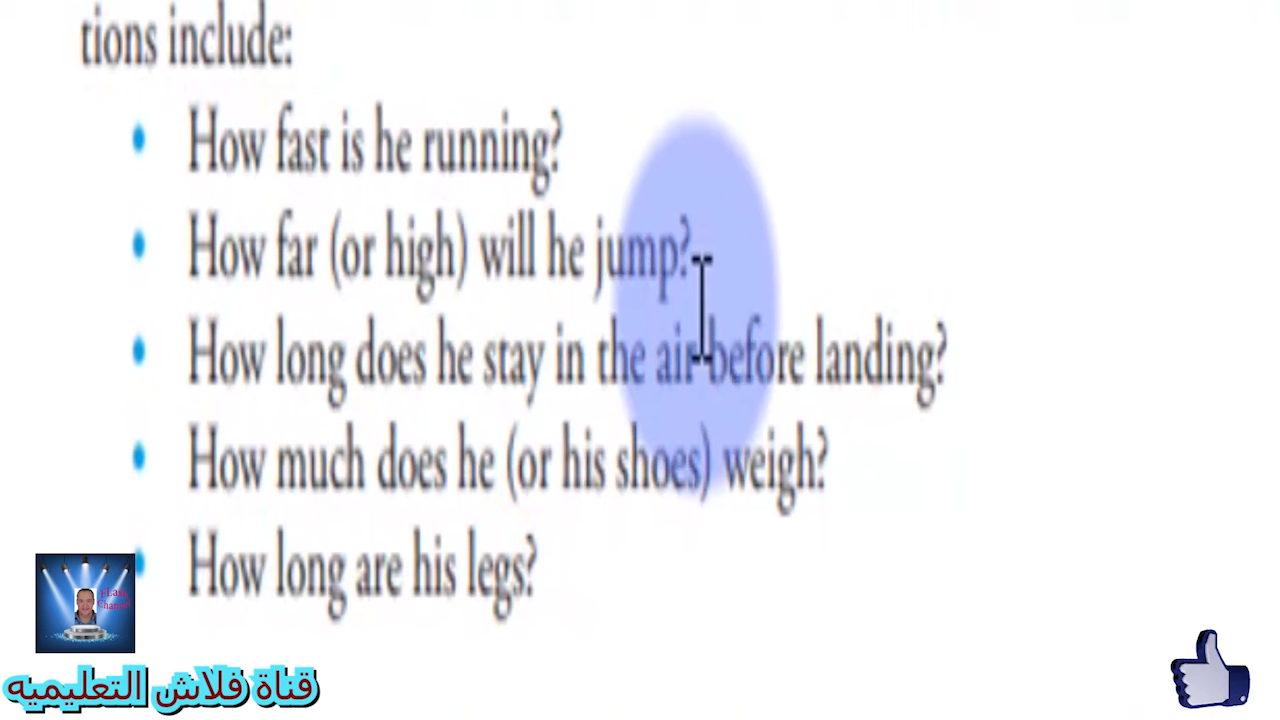 tions include:
• How fast is he running?
• How far (or high) will he jump?
• How long does he stay in the air before landing?
• How much does he (or his shoes) weigh?
• How long are his legs?
FLash
Channel
قناة فلاش التعليميه